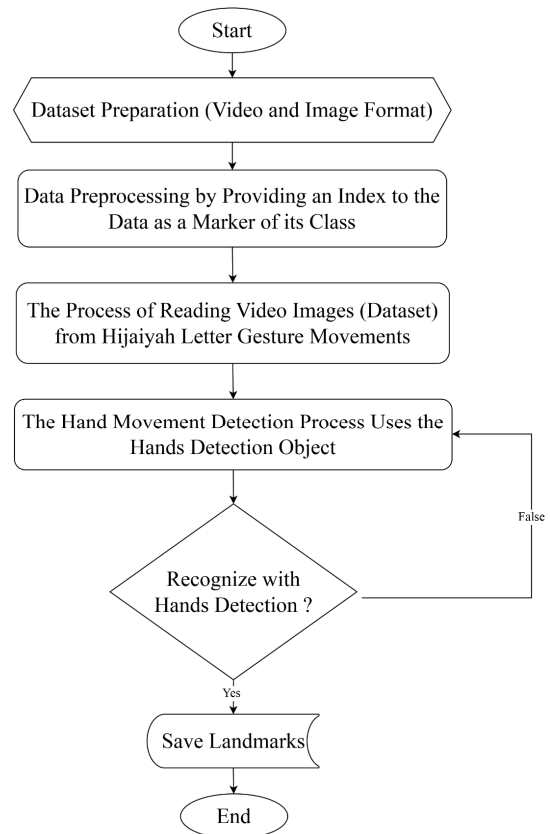 Start
Dataset Preparation (Video and Image Format)
Data Preprocessing by Providing an Index to the
Data as a Marker of its Class
The Process of Reading Video Images (Dataset)
from Hijaiyah Letter Gesture Movements
The Hand Movement Detection Process Uses the
Hands Detection Object
False
Recognize with
Hands Detection ?
Yes
Save Landmarks
End